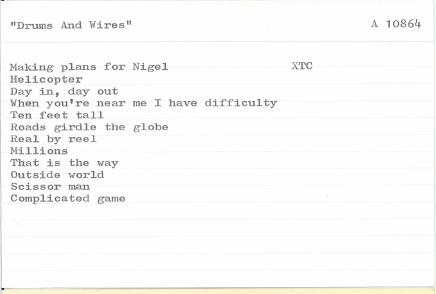 "Drums And Wires" A 10864
Making plans for Nigel XTC
Helicopter
Day in, day out
When you're near me I have difficulty
Ten feet tall
Roads girdle the globe
Real by reel
Millions
That is the way
Outside world
Scissor man
Complicated game